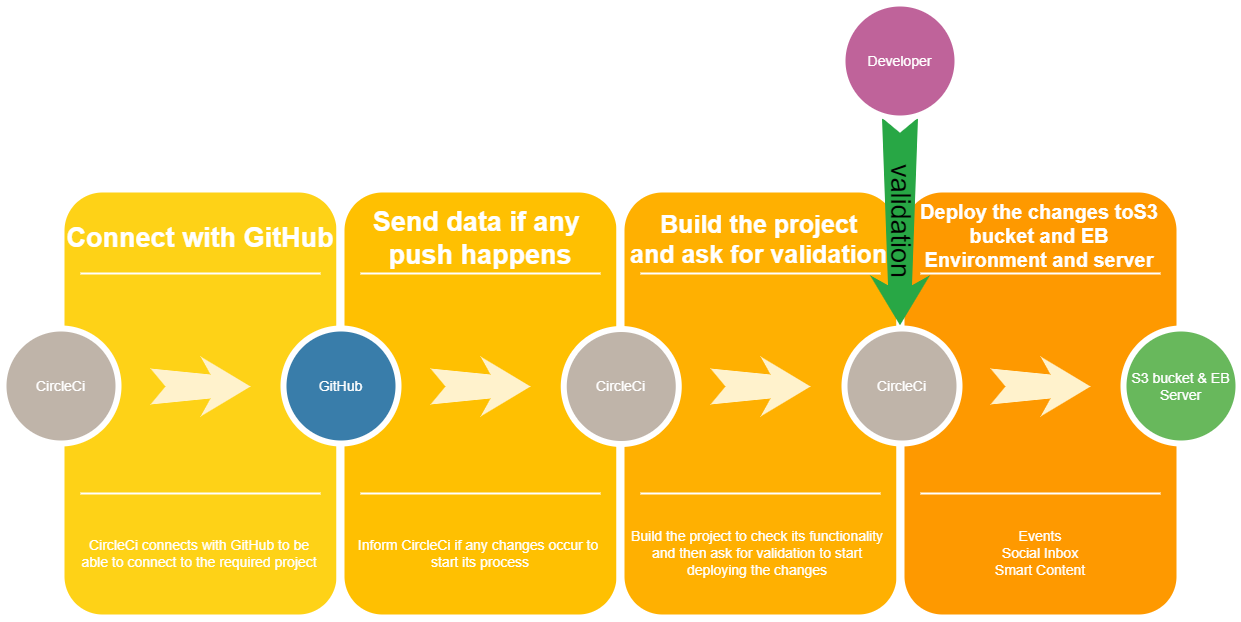 Developer
validation
Connect with GitHub
Send data if any
push happens
Build the project
and ask for validation
Deploy the changes toS3
bucket and EB
Environment and server
CircleCi
GitHub
CircleCi
CircleCi
S3 bucket & EB
Server
CircleCi connects with GitHub to be
able to connect to the required project
Inform CircleCi if any changes occur to
start its process
Build the project to check its functionality
and then ask for validation to start
deploying the changes
Events
Social Inbox
Smart Content